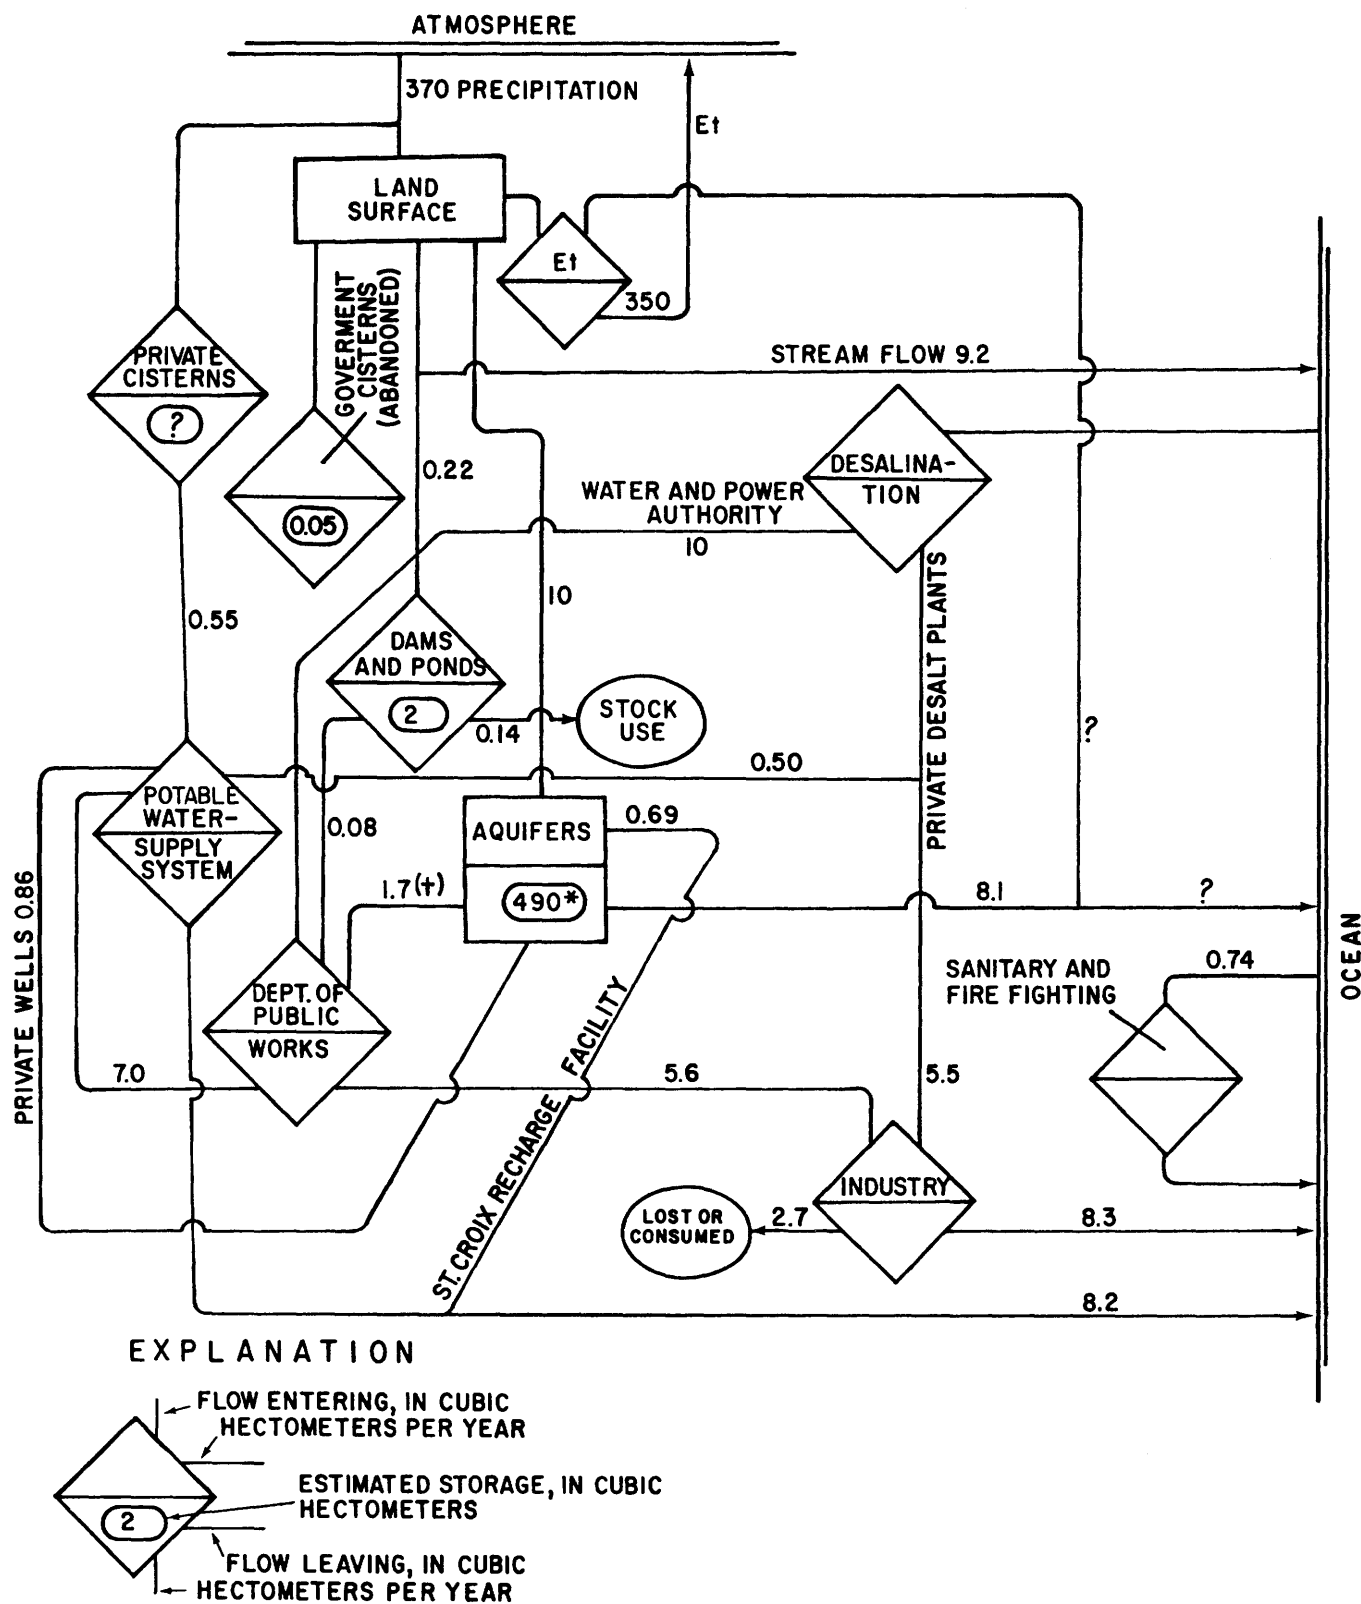 ATMOSPHERE
370 PRECIPITATION
Et
LAND
SURFACE
Et
350
GOVERMENT
CISTERNS
(ABANDONED)
PRIVATE
CISTERNS
?
STREAM FLOW 9.2
0.05
0.22
DESALINA-
TION
WATER AND POWER
AUTHORITY
10
10
0.55
PRIVATE DESALT PLANTS
DAMS
AND PONDS
2
0.14
STOCK
USE
?
0.50
POTABLE
WATER-
SUPPLY
SYSTEM
0.08
AQUIFERS
0.69
490*
1.7(+)
8.1
?
PRIVATE WELLS 0.86
OCEAN
SANITARY AND
FIRE FIGHTING
0.74
DEPT. OF
PUBLIC
WORKS
7.0
5.6
5.5
ST. CROIX RECHARGE FACILITY
INDUSTRY
LOST OR
CONSUMED
2.7
8.3
8.2
EXPLANATION
FLOW ENTERING, IN CUBIC
HECTOMETERS PER YEAR
ESTIMATED STORAGE, IN CUBIC
HECTOMETERS
2
FLOW LEAVING, IN CUBIC
HECTOMETERS PER YEAR